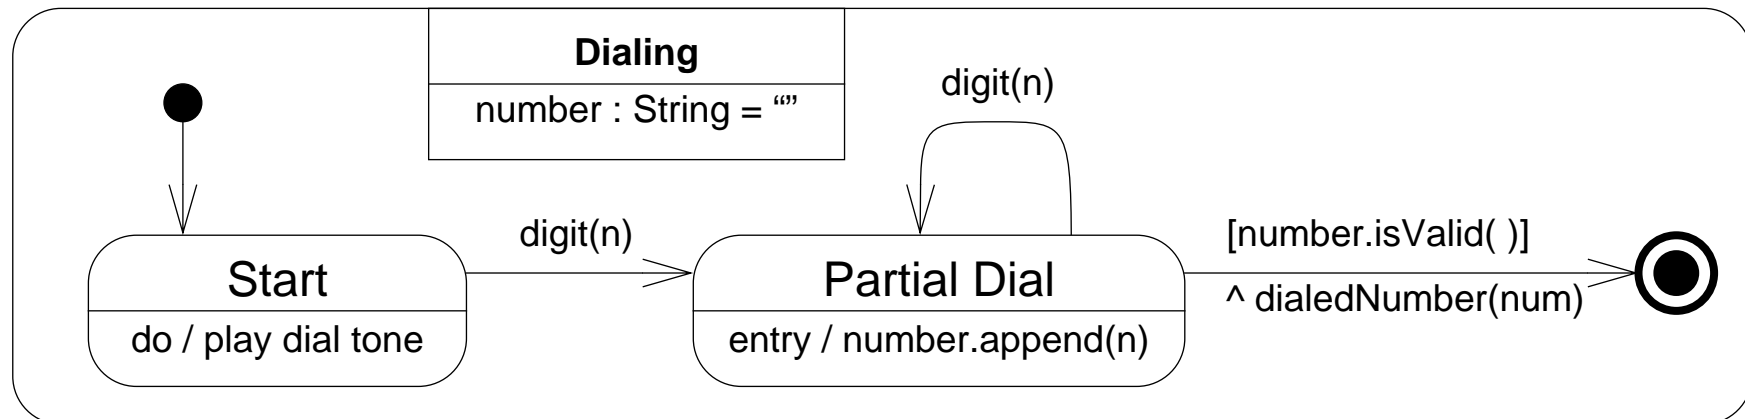 Dialing
number : String = “”
digit(n)
digit(n)
[number.isValid( )]
^ dialedNumber(num)
Start
do / play dial tone
Partial Dial
entry / number.append(n)